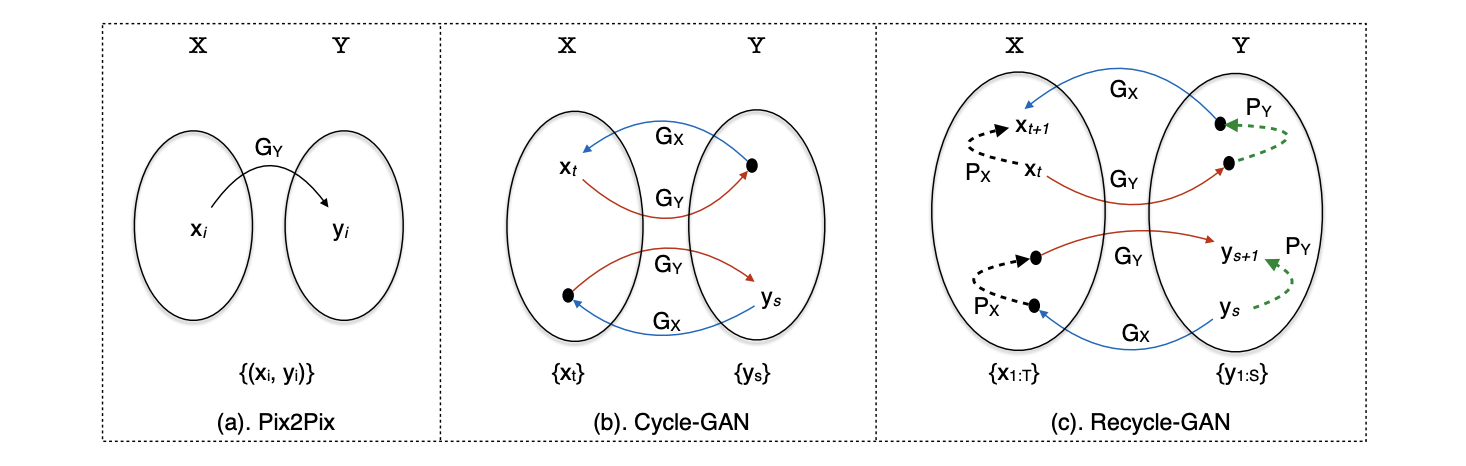 X Y
G_Y
x_i y_i
{(x_i, y_i)}
(a). Pix2Pix
X Y
G_X
x_t
G_Y
G_Y
y_s
G_X
{x_t} {y_s}
(b). Cycle-GAN
X Y
G_X
P_Y
x_{t+1}
P_X x_t G_Y
G_Y y_{s+1} P_Y
P_X y_s
G_X
{x_{1:T}} {y_{1:S}}
(c). Recycle-GAN